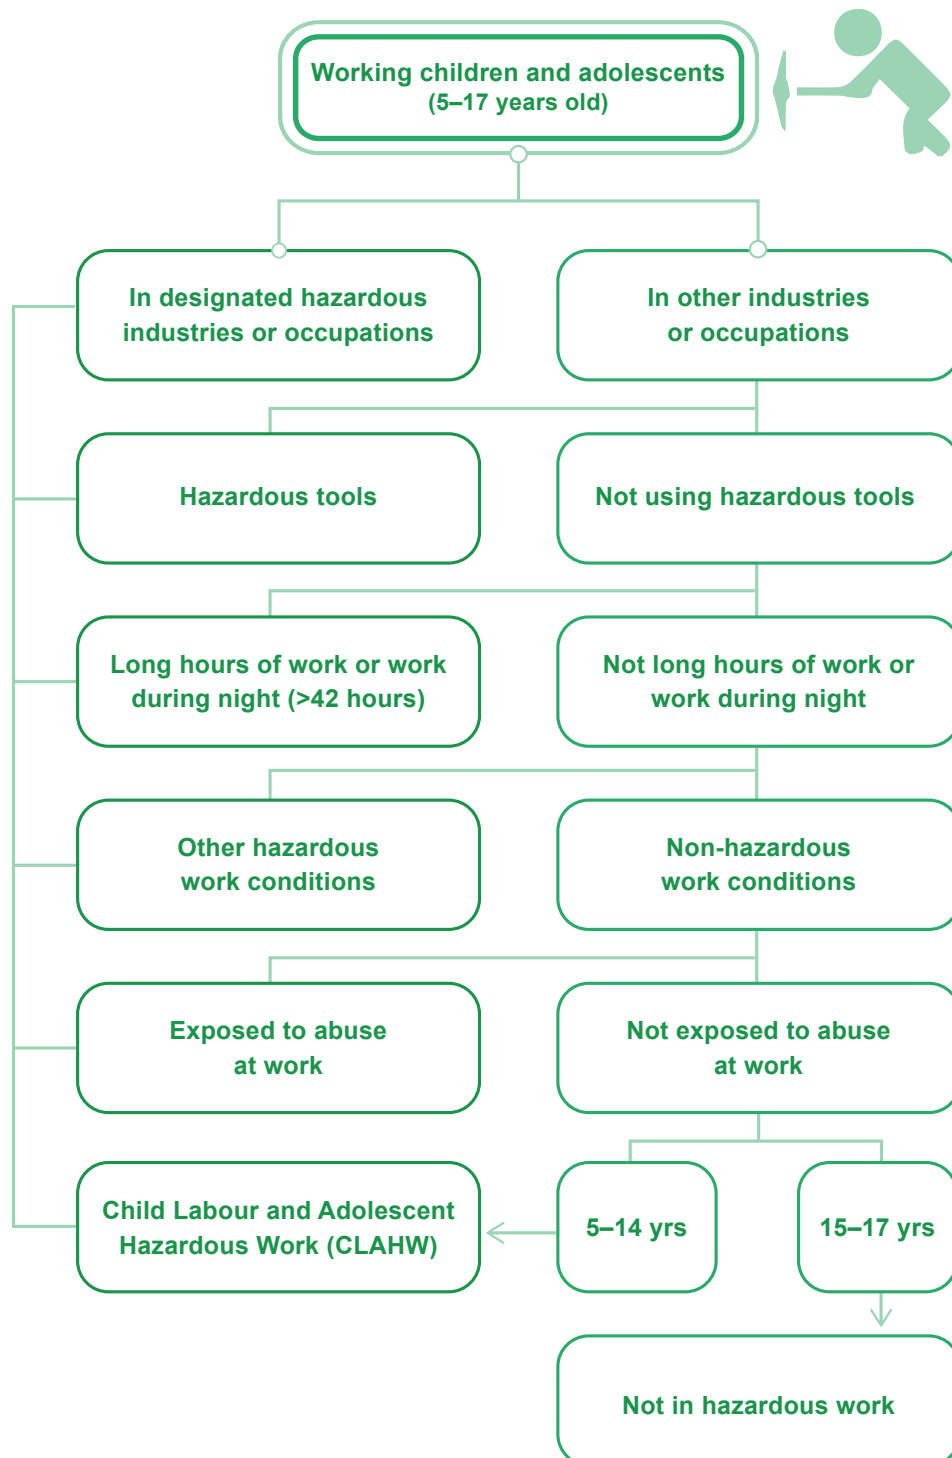 Working children and adolescents
(5–17 years old)
In designated hazardous
industries or occupations
In other industries
or occupations
Hazardous tools
Not using hazardous tools
Long hours of work or work
during night (>42 hours)
Not long hours of work or
work during night
Other hazardous
work conditions
Non-hazardous
work conditions
Exposed to abuse
at work
Not exposed to abuse
at work
Child Labour and Adolescent
Hazardous Work (CLAHW)
5–14 yrs
15–17 yrs
Not in hazardous work